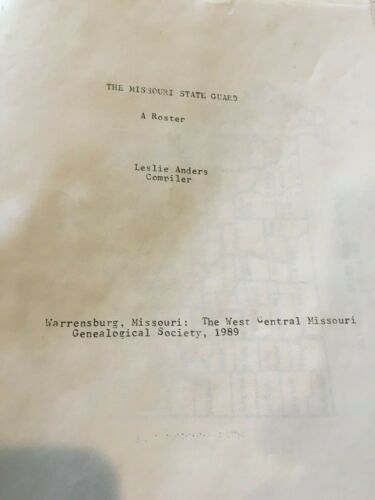 THE MISSOURI STATE GUARD
A Roster
Leslie Anders
Compiler
Warrensburg, Missouri: The West Central Missouri
Genealogical Society, 1989